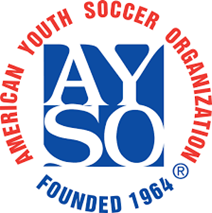 AMERICAN YOUTH SOCCER ORGANIZATION
AY
SO
®
FOUNDED 1964